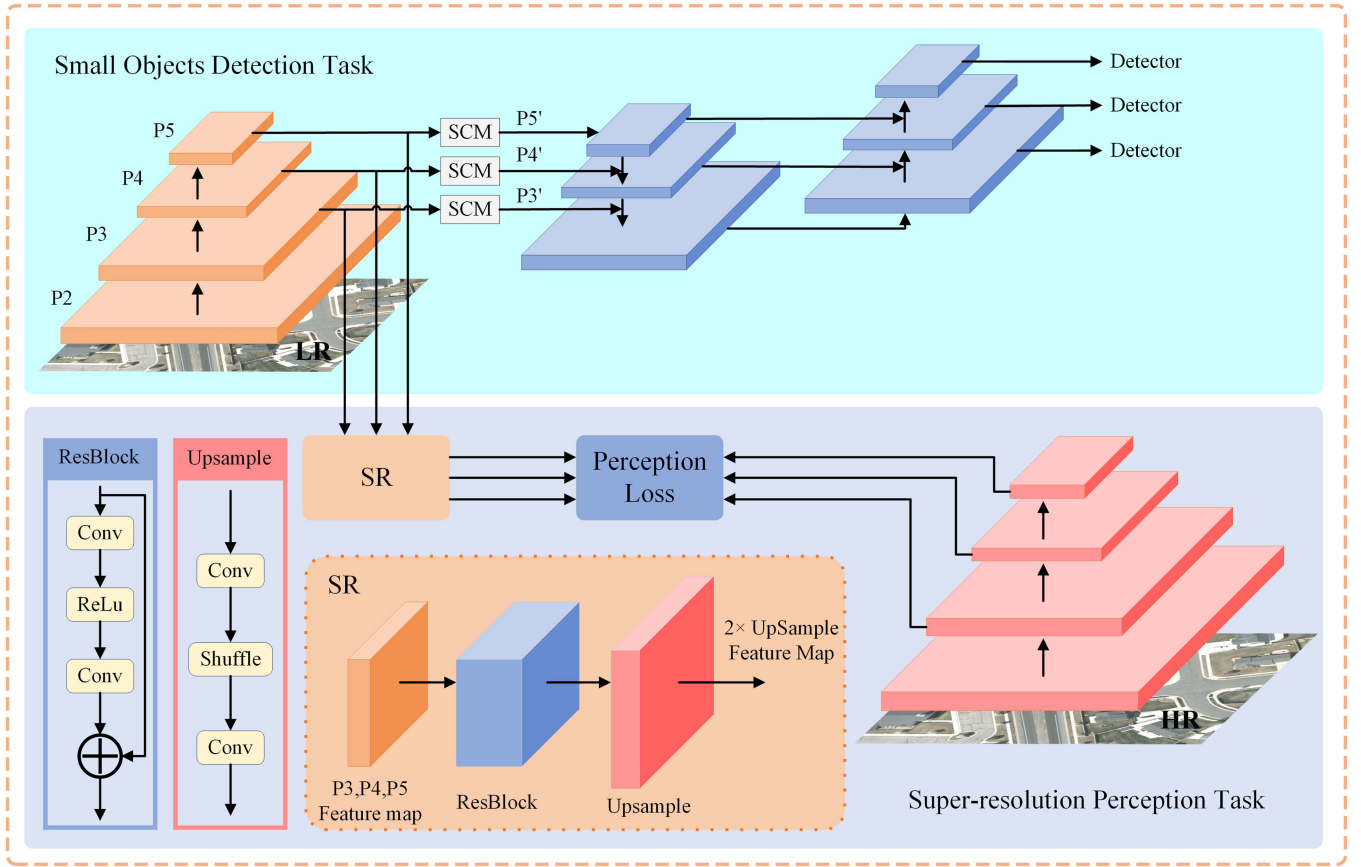 Small Objects Detection Task
P5
P4
P3
P2
LR
SCM
SCM
SCM
P5'
P4'
P3'
Detector
Detector
Detector
ResBlock
Conv
ReLu
Conv
Upsample
Conv
Shuffle
Conv
SR
Perception
Loss
SR
P3,P4,P5
Feature map
ResBlock
Upsample
2× UpSample
Feature Map
HR
Super-resolution Perception Task